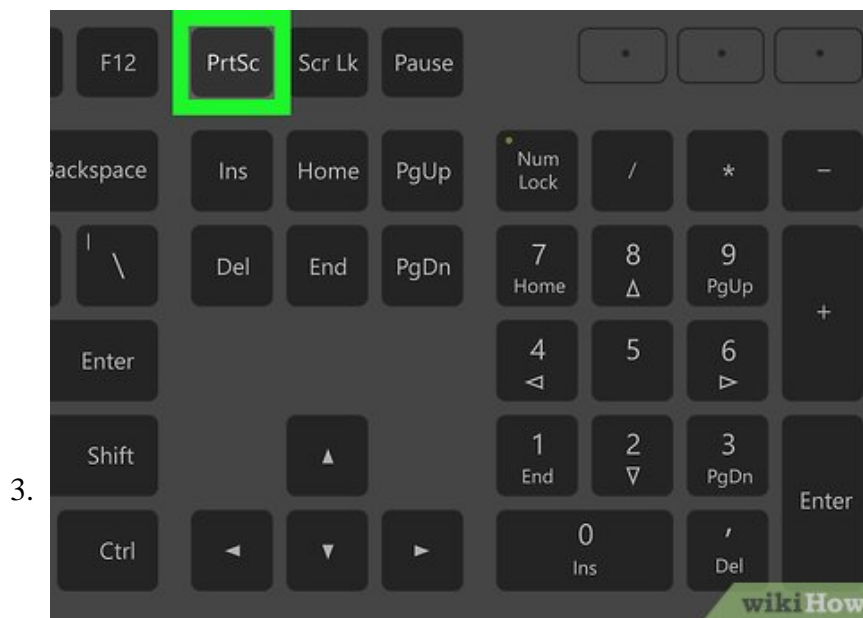 F12 PrtSc Scr Lk Pause
Backspace Ins Home PgUp Num Lock / * −
| \ Del End PgDn 7 Home 8 9 PgUp +
Enter 4 5 6
Shift 1 End 2 3 PgDn Enter
3.
Ctrl 0 Ins ′ Del
wikiHow